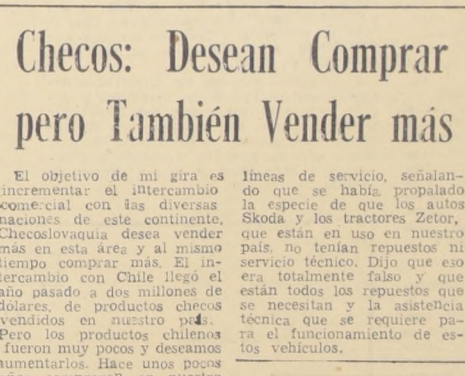 Checos: Desean Comprar
pero También Vender más
El objetivo de mi gira es
incrementar el intercambio
comercial con las diversas
naciones de este continente.
Checoslovaquia desea vender
más en esta área y al mismo
tiempo comprar más. El in-
tercambio con Chile llegó el
año pasado a dos millones de
dólares, de productos checos
vendidos en nuestro país.
Pero los productos chilenos
fueron muy pocos y deseamos
aumentarlos. Hace unos pocos
líneas de servicio, señalan-
do que se había propalado
la especie de que los autos
Skoda y los tractores Zetor,
que están en uso en nuestro
país, no tenían repuestos ni
servicio técnico. Dijo que eso
era totalmente falso y que
están todos los repuestos que
se necesitan y la asistencia
técnica que se requiere pa-
ra el funcionamiento de es-
tos vehículos.